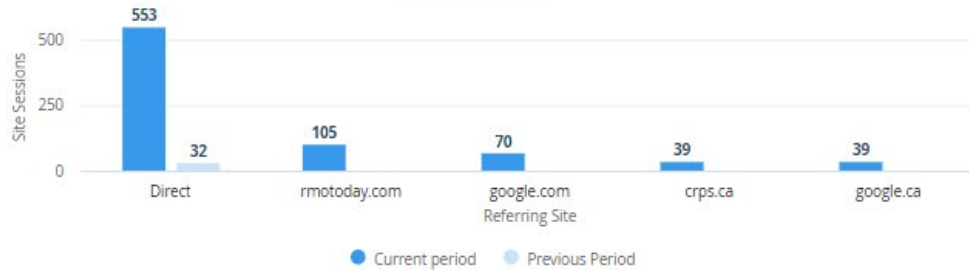 553
500
Site Sessions
250
105
70
32
39
39
0
Direct
rmotoday.com
google.com
crps.ca
google.ca
Referring Site
Current period
Previous Period